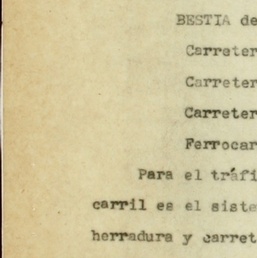 BESTIA de
Carreter
Carreter
Carreter
Ferrocar
Para el tráfi
carril es el siste
herradura y carret